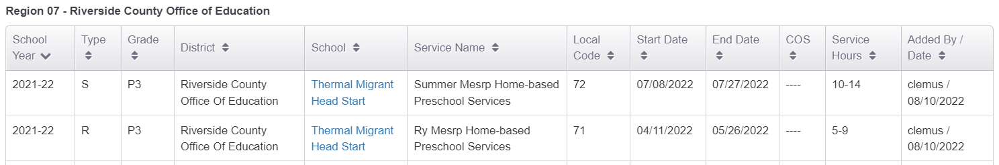 Region 07 - Riverside County Office of Education
School Year Type Grade District School Service Name Local Code Start Date End Date COS Service Hours Added By / Date
2021-22 S P3 Riverside County Office Of Education Thermal Migrant Head Start Summer Mesrp Home-based Preschool Services 72 07/08/2022 07/27/2022 ---- 10-14 clemus / 08/10/2022
2021-22 R P3 Riverside County Office Of Education Thermal Migrant Head Start Ry Mesrp Home-based Preschool Services 71 04/11/2022 05/26/2022 ---- 5-9 clemus / 08/10/2022